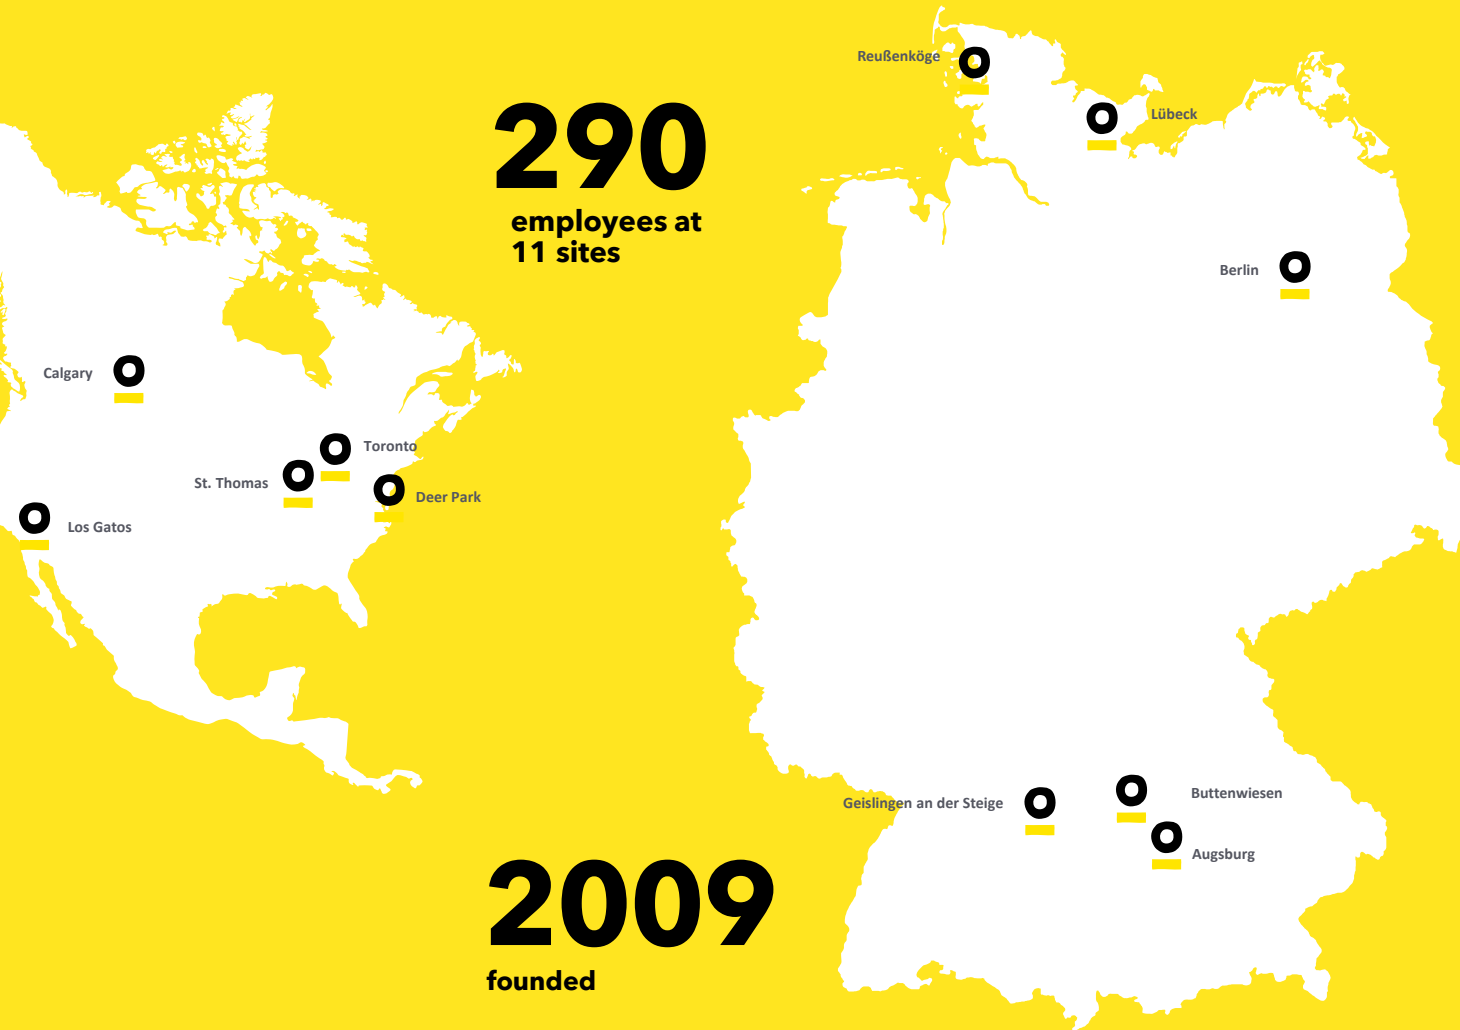 290
employees at
11 sites
Calgary
Toronto
St. Thomas
Deer Park
Los Gatos
Reußenköge
Lübeck
Berlin
Geislingen an der Steige
Buttenwiesen
Augsburg
2009
founded